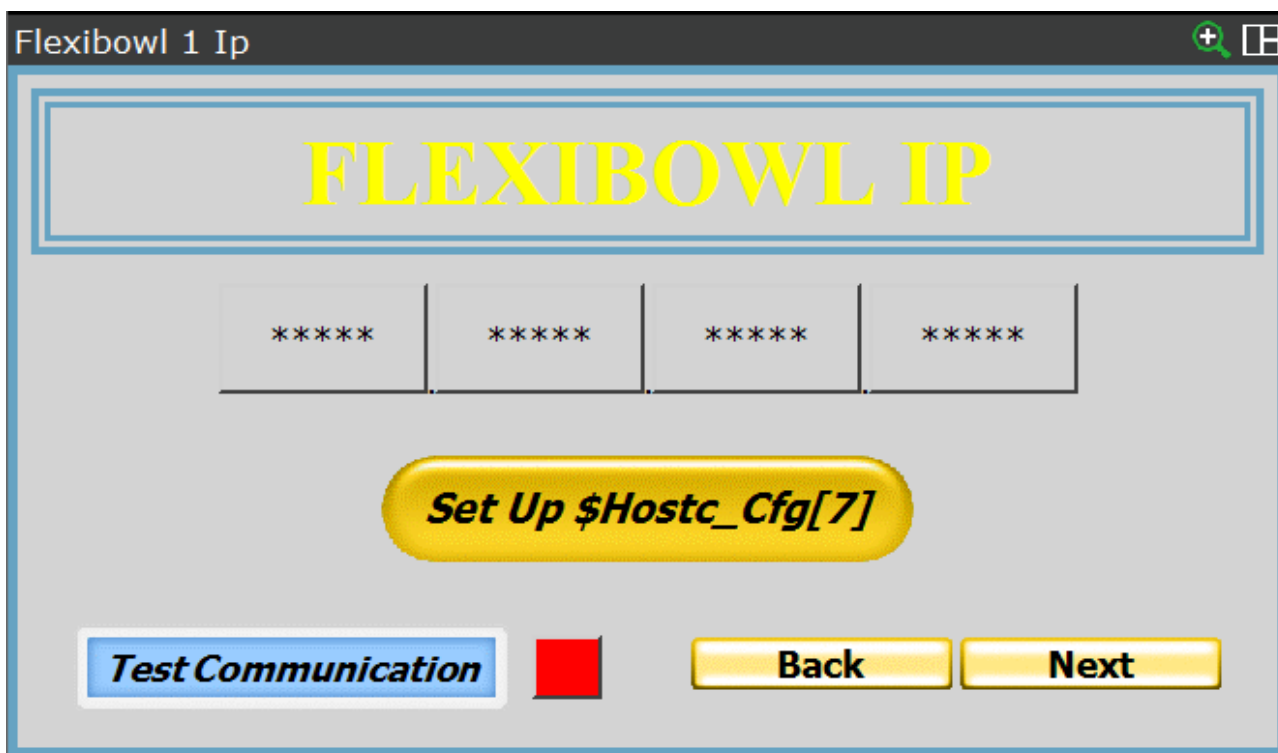 Flexibowl 1 Ip
FLEXIBOWL IP
*****.*****.*****.*****
Set Up $Hostc_Cfg[7]
Test Communication Back Next